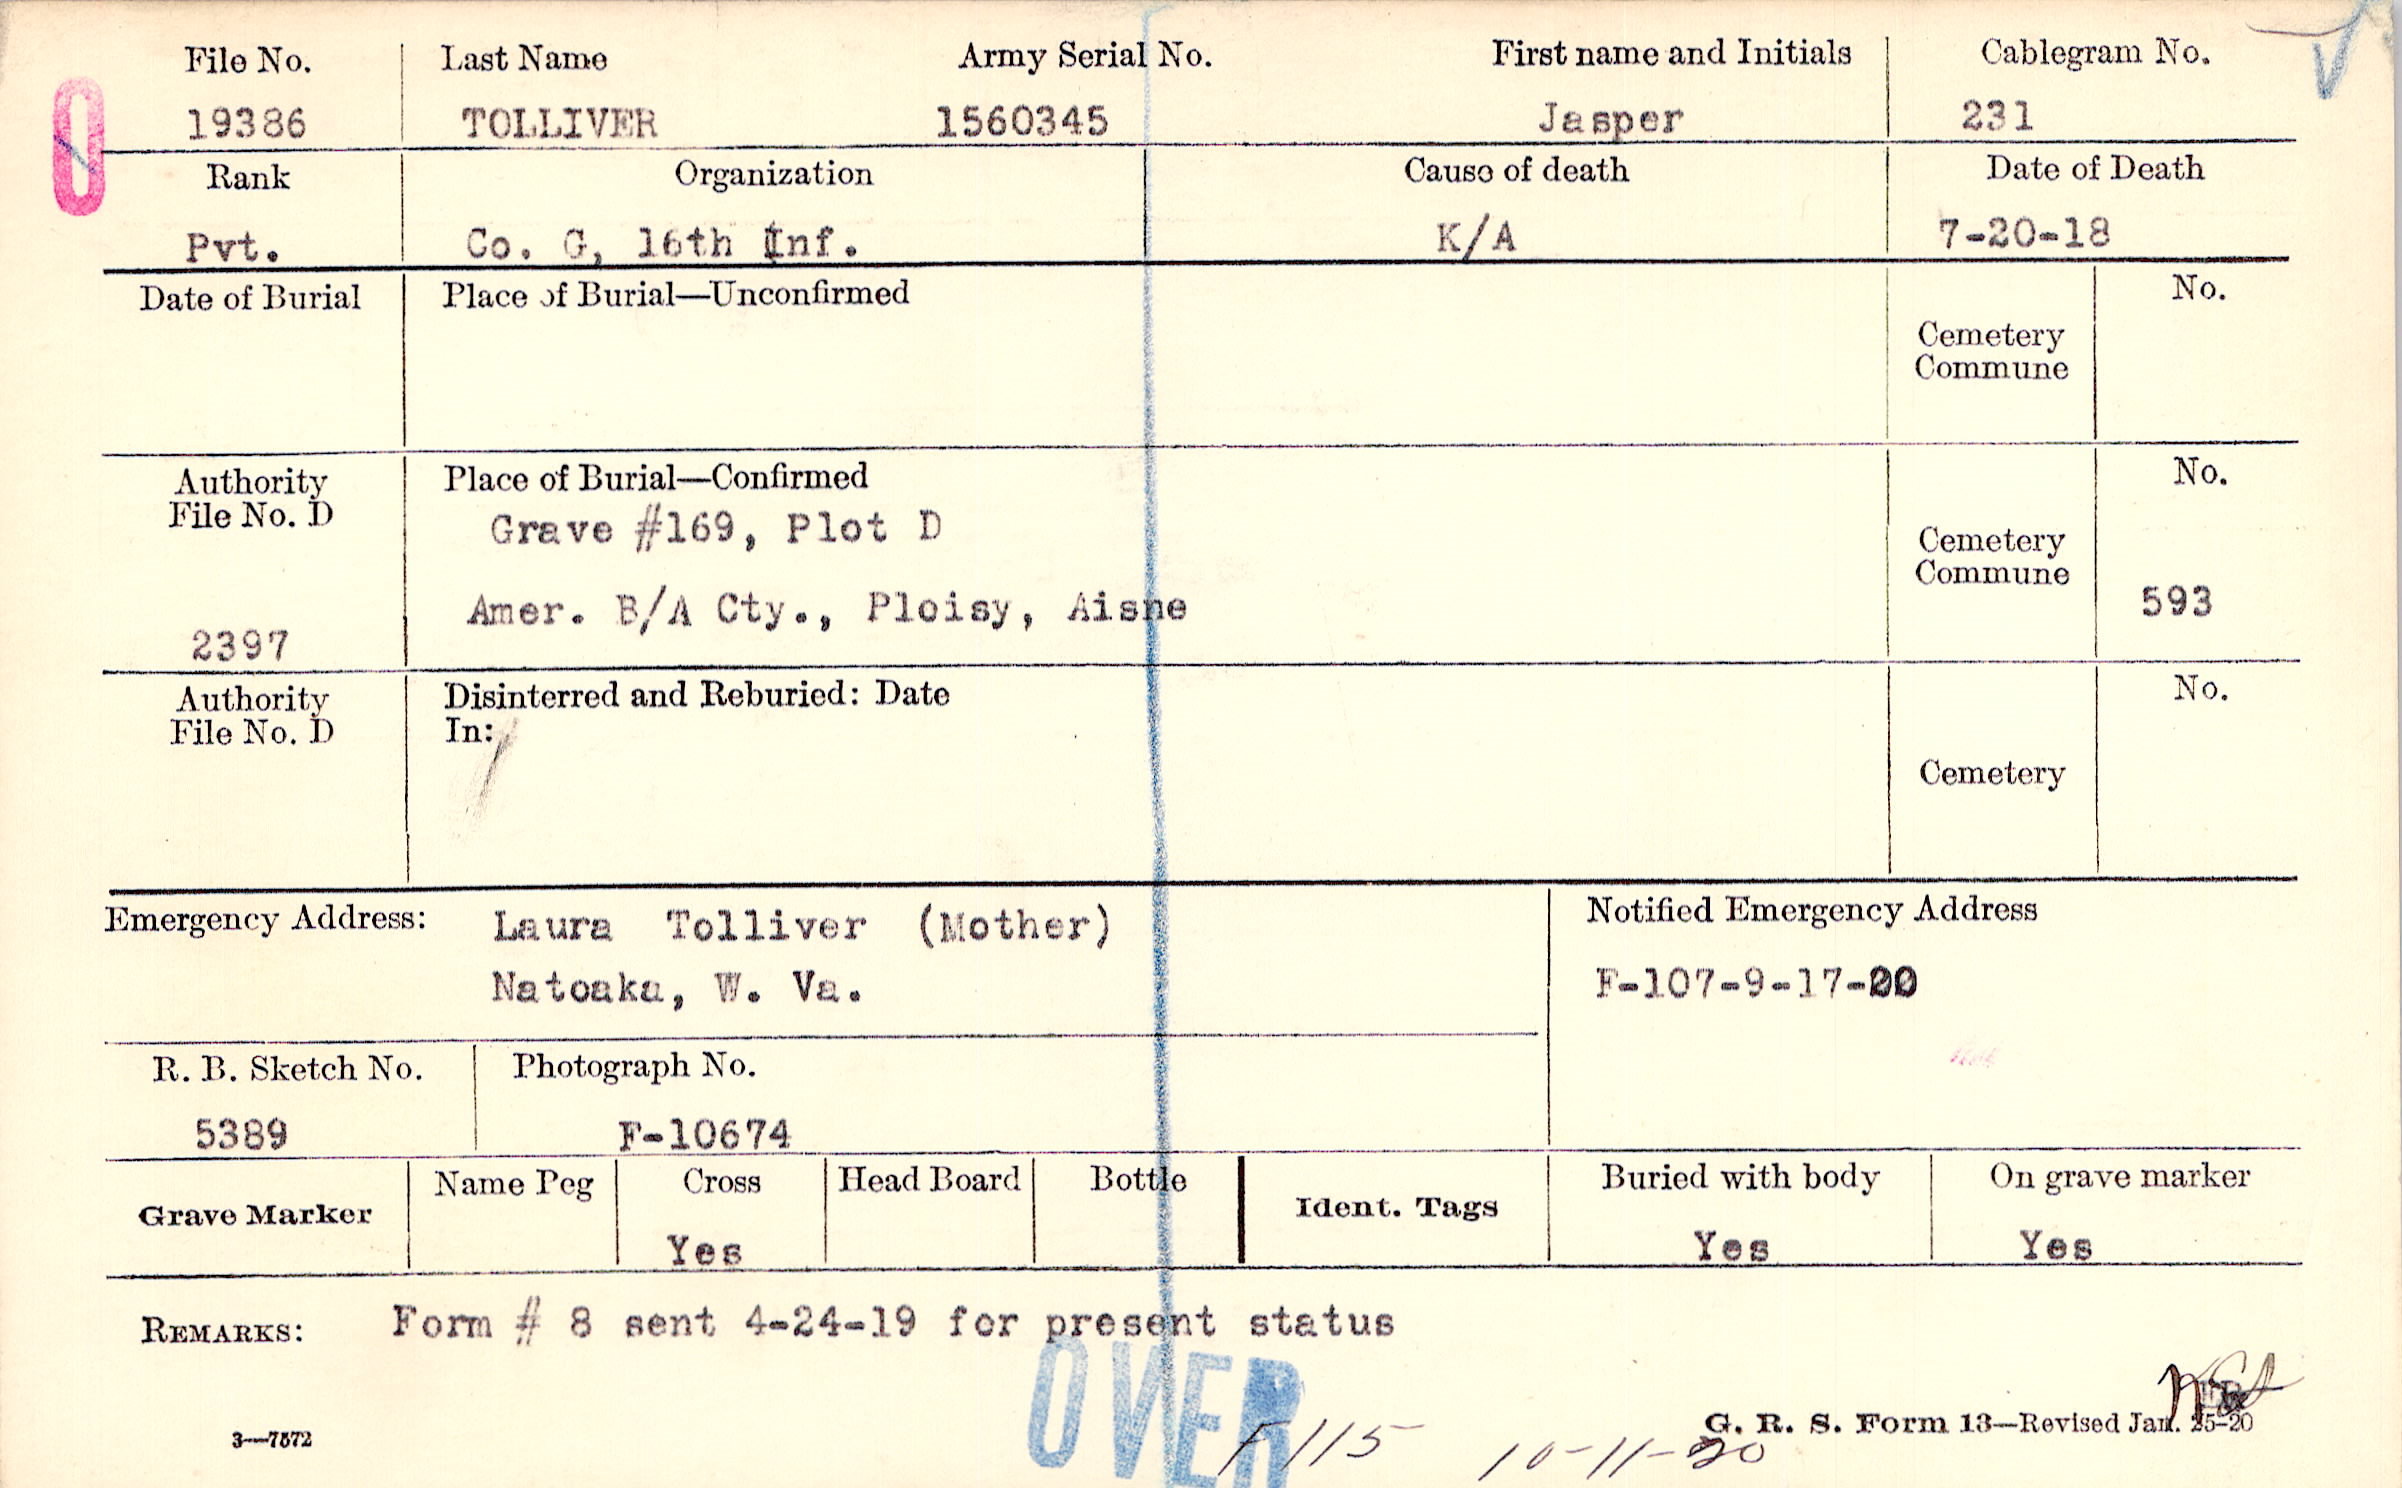 File No. Last Name Army Serial No. First name and Initials Cablegram No.
0 19386 TOLLIVER 1560345 Jasper 231
Rank Organization Cause of death Date of Death
Pvt. Co. G, 16th Inf. K/A 7-20-18
Date of Burial Place of Burial—Unconfirmed No.
Cemetery
Commune
Authority Place of Burial—Confirmed No.
File No. D
Grave #169, Plot D
Cemetery
Commune
Amer. B/A Cty., Ploisy, Aisne 593
2397
Authority Disinterred and Reburied: Date No.
File No. D In:
Cemetery
Emergency Address: Laura Tolliver (Mother) Notified Emergency Address
Natoaka, W. Va. F-107-9-17-20
R. B. Sketch No. Photograph No.
5389 F-10674
Grave Marker Name Peg Cross Head Board Bottle Ident. Tags Buried with body On grave marker
Yes Yes Yes
REMARKS: Form # 8 sent 4-24-19 for present status
OVER
3—7572 G. R. S. Form 13—Revised Jan. 25-20
F115 10-11-20